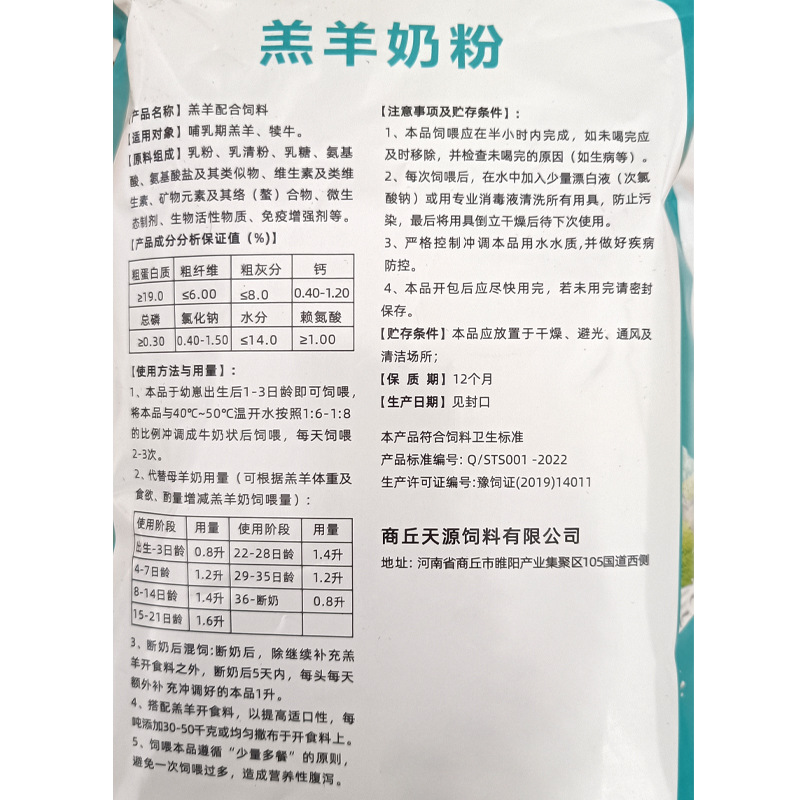 羔羊奶粉
【产品名称】羔羊配合饲料
【适用对象】哺乳期羔羊、犊牛。
【原料组成】乳粉、乳清粉、乳糖、氨基
酸、氨基酸盐及其类似物、维生素及类维
生素、矿物元素及其络（螯）合物、微生
态制剂、生物活性物质、免疫增强剂等。
【产品成分分析保证值（%）】
粗蛋白质 粗纤维 粗灰分 钙
≥19.0 ≤6.00 ≤8.0 0.40-1.20
总磷 氯化钠 水分 赖氮酸
≥0.30 0.40-1.50 ≤14.0 ≥1.00
【使用方法与用量】：
1、本品于幼崽出生后1-3日龄即可饲喂，
将本品与40℃~50℃温开水按照1:6-1:8
的比例冲调成牛奶状后饲喂，每天饲喂
2-3次。
2、代替母羊奶用量（可根据羔羊体重及
食欲、酌量增减羔羊奶饲喂量）：
使用阶段 用量 使用阶段 用量
出生-3日龄 0.8升 22-28日龄 1.4升
4-7日龄 1.2升 29-35日龄 1.2升
8-14日龄 1.4升 36-断奶 0.8升
15-21日龄 1.6升
3、断奶后混饲:断奶后，除继续补充羔
羊开食料之外，断奶后5天内，每头每天
额外补 充冲调好的本品1升。
4、搭配羔羊开食料，以提高适口性，每
吨添加30-50千克或均匀撒布于开食料上。
5、饲喂本品遵循“少量多餐”的原则，
避免一次饲喂过多，造成营养性腹泻。
【注意事项及贮存条件】：
1、本品饲喂应在半小时内完成，如未喝完应
及时移除，并检查未喝完的原因（如生病等）。
2、每次饲喂后，在水中加入少量漂白液（次氯
酸钠）或用专业消毒液清洗所有用具，防止污
染，最后将用具倒立干燥后待下次使用。
3、严格控制冲调本品用水水质,并做好疾病
防控。
4、本品开包后应尽快用完，若未用完请密封
保存。
【贮存条件】本品应放置于干燥、避光、通风及
清洁场所；
【保 质 期】12个月
【生产日期】见封口
本产品符合饲料卫生标准
产品标准编号: Q/STS001 -2022
生产许可证编号:豫饲证(2019)14011
商丘天源饲料有限公司
地址: 河南省商丘市睢阳产业集聚区105国道西侧